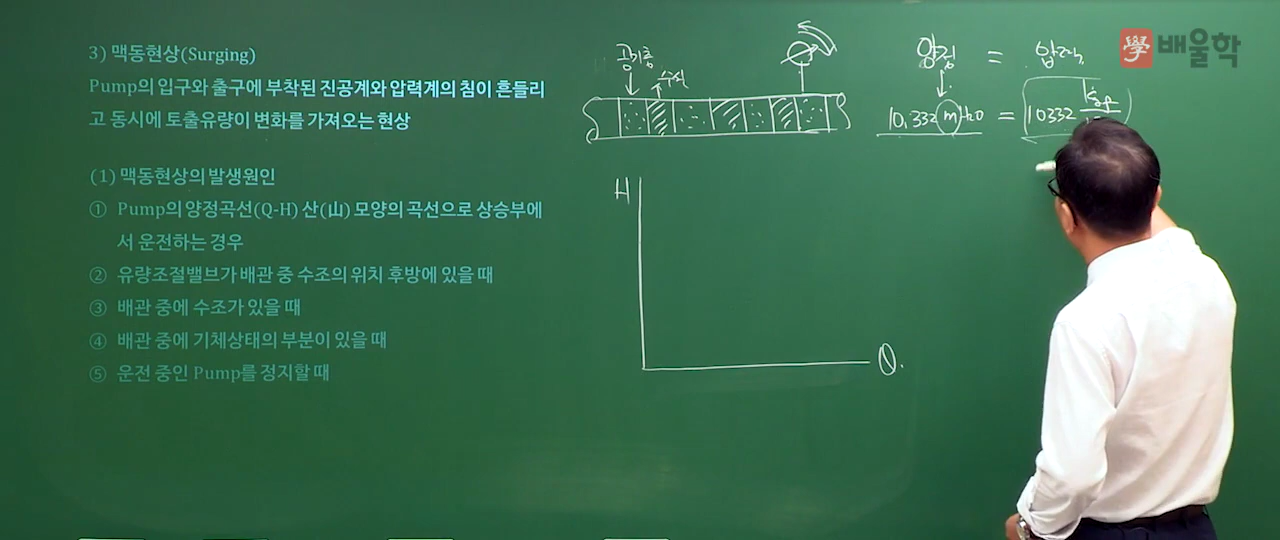 3) 맥동현상(Surging)
Pump의 입구와 출구에 부착된 진공계와 압력계의 침이 흔들리
고 동시에 토출유량이 변화를 가져오는 현상
(1) 맥동현상의 발생원인
① Pump의 양정곡선(Q-H) 산(山) 모양의 곡선으로 상승부에
서 운전하는 경우
② 유량조절밸브가 배관 중 수조의 위치 후방에 있을 때
③ 배관 중에 수조가 있을 때
④ 배관 중에 기체상태의 부분이 있을 때
⑤ 운전 중인 Pump를 정지할 때
공기층
H
Q.
양정 = 압력
10.332 mH2O = 10332 kgf
學 배울학